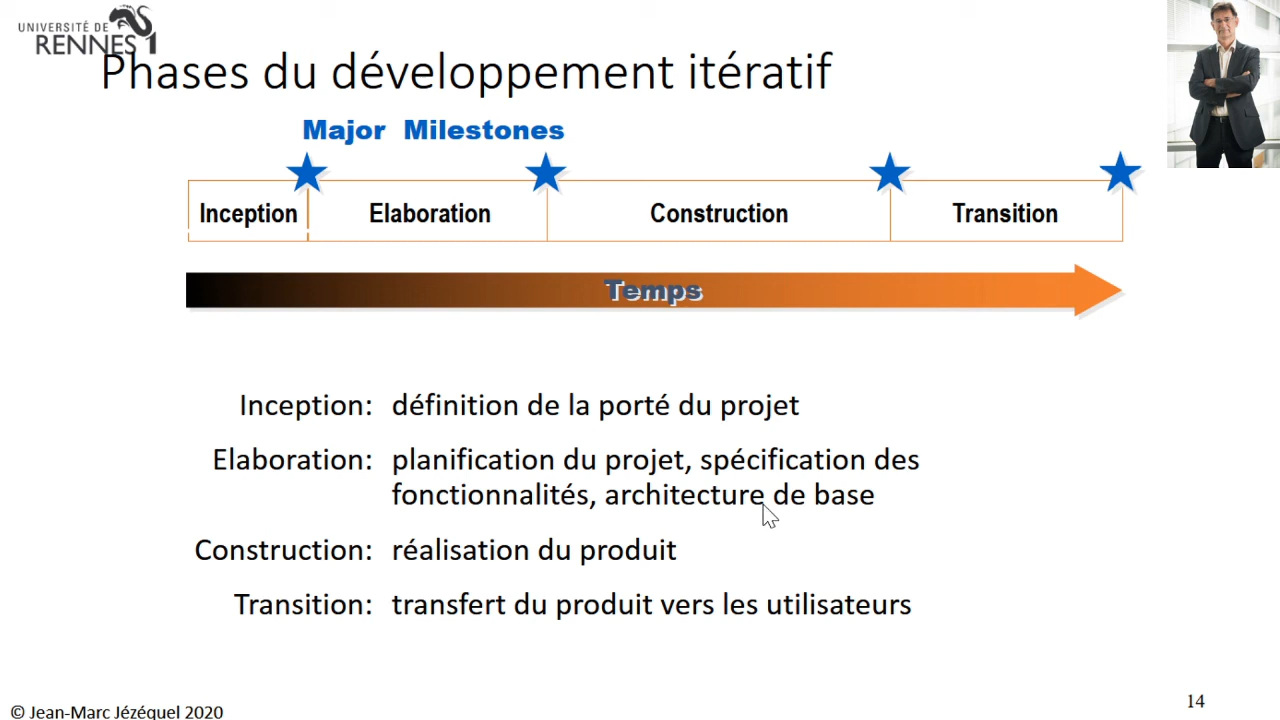 UNIVERSITÉ DE
RENNES 1
Phases du développement itératif
Major Milestones
Inception Elaboration Construction Transition
Temps
Inception: définition de la porté du projet
Elaboration: planification du projet, spécification des
fonctionnalités, architecture de base
Construction: réalisation du produit
Transition: transfert du produit vers les utilisateurs
© Jean-Marc Jézéquel 2020
14